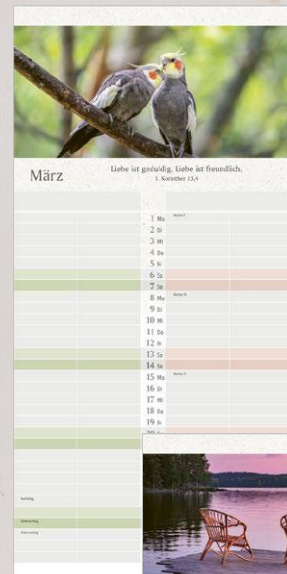 März
Liebe ist geduldig, Liebe ist freundlich.
1. Korinther 13,4
1 Mo
2 Di
3 Mi
4 Do
5 Fr
6 Sa
7 So
8 Mo
9 Di
10 Mi
11 Do
12 Fr
13 Sa
14 So
15 Mo
16 Di
17 Mi
18 Do
19 Fr